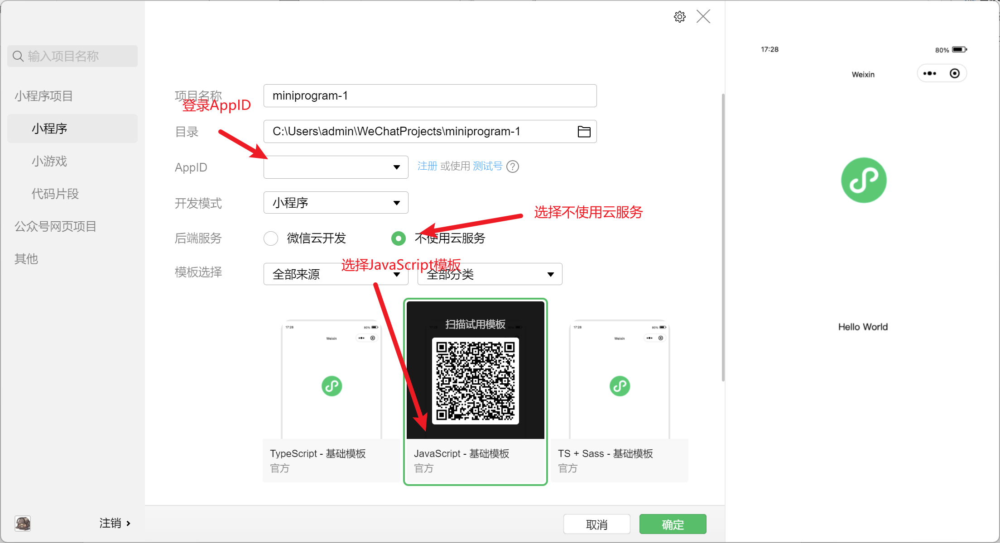 输入项目名称
小程序项目
小程序
小游戏
代码片段
公众号网页项目
其他
注销
项目名称
miniprogram-1
登录AppID
目录
C:\Users\admin\WeChatProjects\miniprogram-1
AppID
注册 或使用 测试号 ?
开发模式
小程序
选择不使用云服务
后端服务
微信云开发
不使用云服务
选择JavaScript模板
模板选择
全部来源
全部分类
17:28
80%
Weixin
扫描试用模板
17:28
80%
Weixin
TypeScript - 基础模板
官方
JavaScript - 基础模板
官方
TS + Sass - 基础模板
官方
取消
确定
17:28
80%
Weixin
Hello World